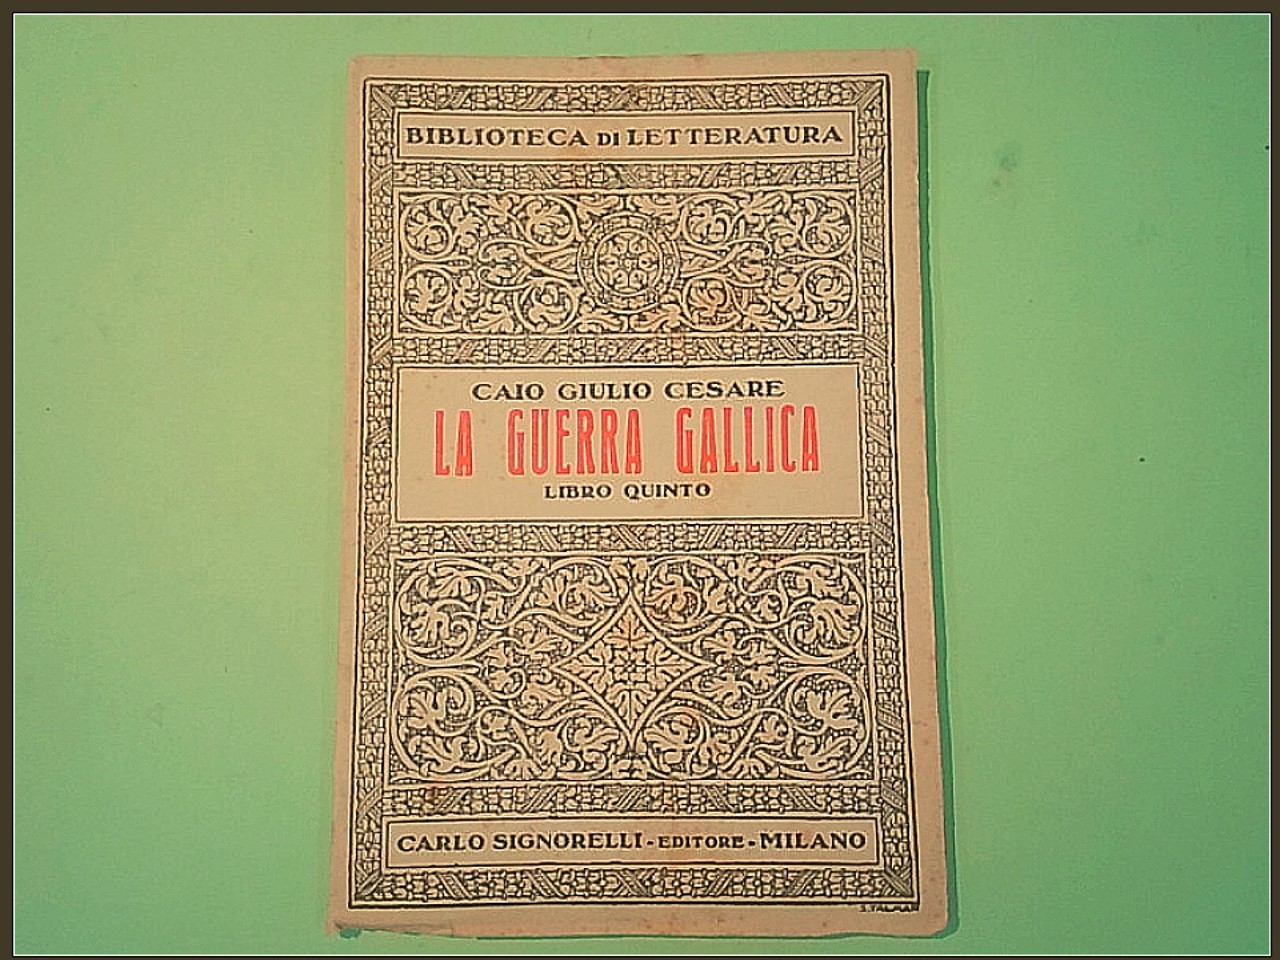 BIBLIOTECA DI LETTERATURA
CAIO GIULIO CESARE
LA GUERRA GALLICA
LIBRO QUINTO
CARLO SIGNORELLI - EDITORE - MILANO